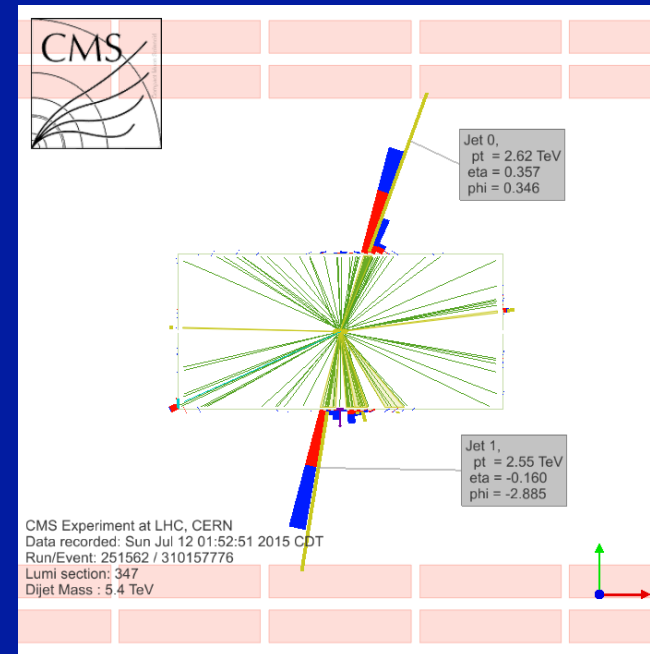 CMS
Jet 0,
pt = 2.62 TeV
eta = 0.357
phi = 0.346
Jet 1,
pt = 2.55 TeV
eta = -0.160
phi = -2.885
CMS Experiment at LHC, CERN
Data recorded: Sun Jul 12 01:52:51 2015 CDT
Run/Event: 251562 / 310157776
Lumi section: 347
Dijet Mass : 5.4 TeV